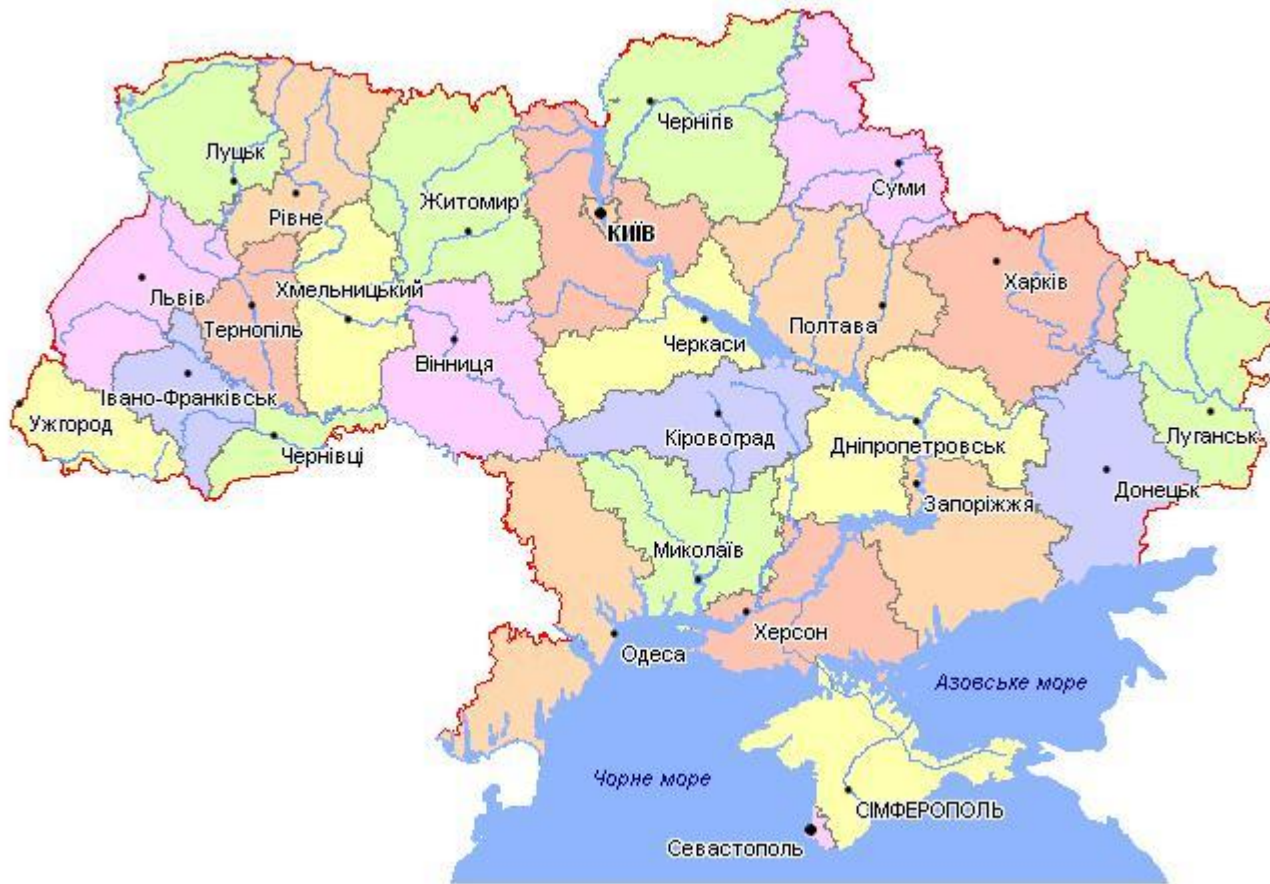 Чернігів
Луцьк
Суми
Рівне
Житомир
КИЇВ
Харків
Львів
Хмельницький
Тернопіль
Полтава
Черкаси
Вінниця
Івано-Франківськ
Ужгород
Кіровоград
Дніпропетровськ
Луганськ
Чернівці
Донецьк
Запоріжжя
Миколаїв
Херсон
Одеса
Азовське море
Чорне море
СІМФЕРОПОЛЬ
Севастополь